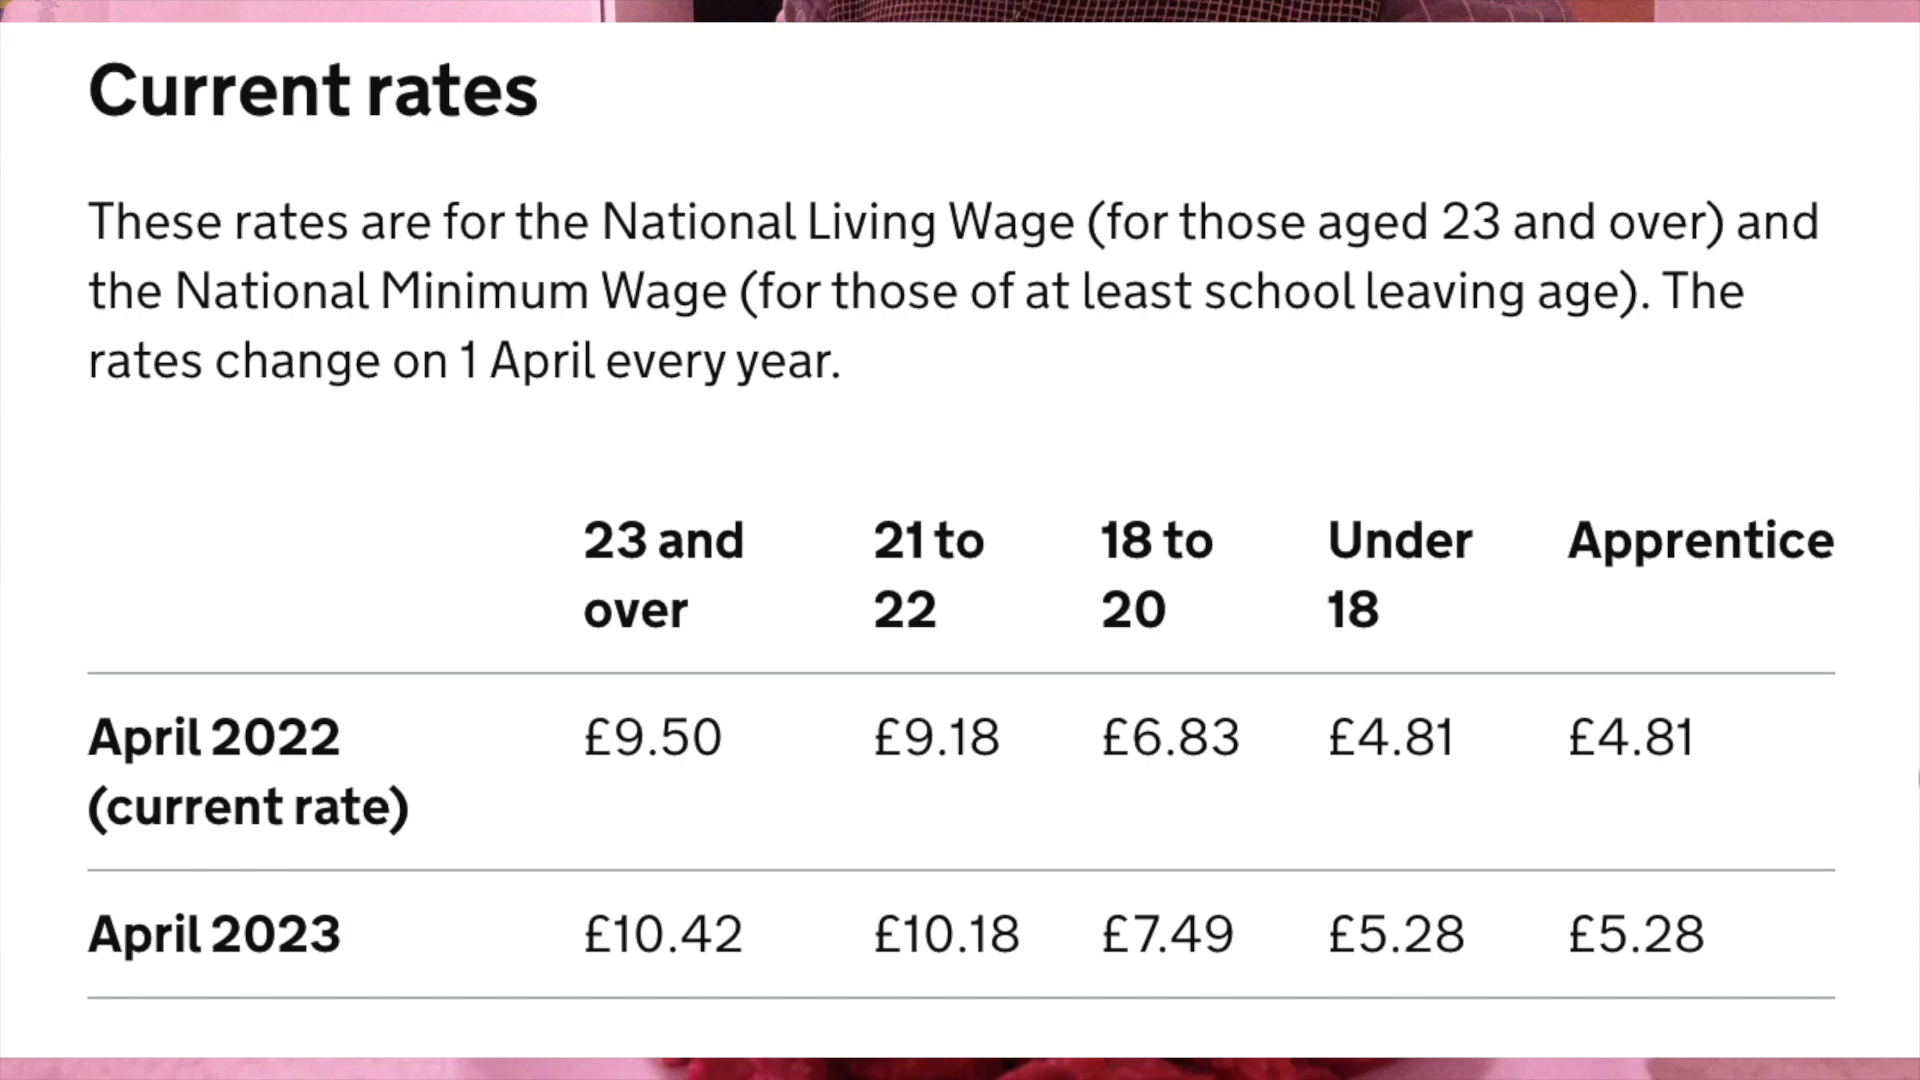 Current rates
These rates are for the National Living Wage (for those aged 23 and over) and
the National Minimum Wage (for those of at least school leaving age). The
rates change on 1 April every year.
23 and over 21 to 22 18 to 20 Under 18 Apprentice
April 2022 (current rate) £9.50 £9.18 £6.83 £4.81 £4.81
April 2023 £10.42 £10.18 £7.49 £5.28 £5.28